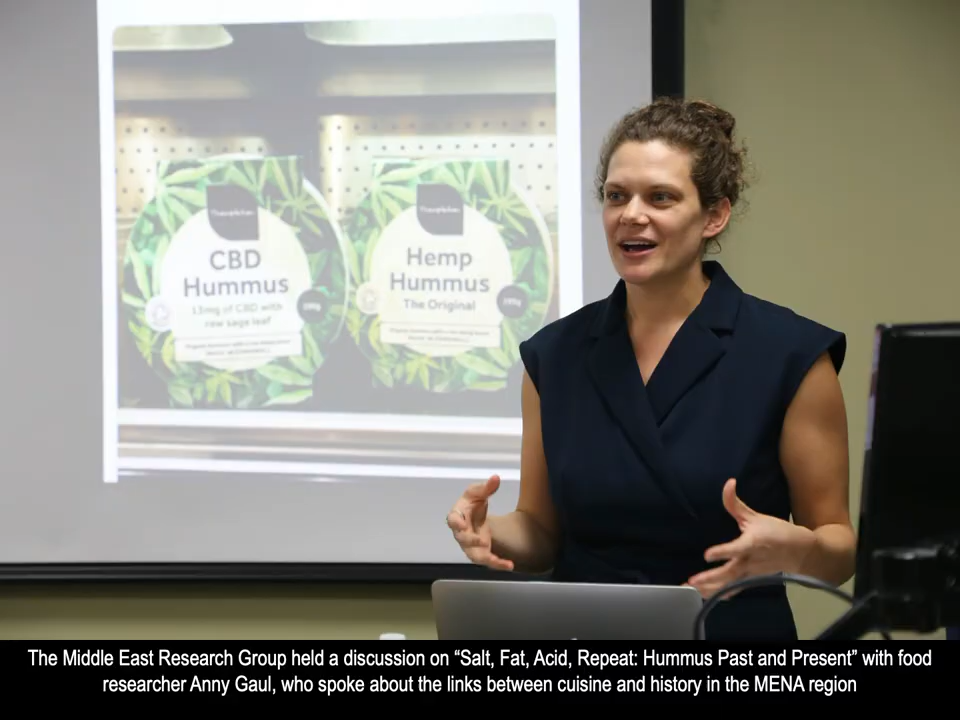 CBD
Hummus
13mg of CBD with
raw sage leaf
Hemp
Hummus
The Original
The Middle East Research Group held a discussion on “Salt, Fat, Acid, Repeat: Hummus Past and Present” with food
researcher Anny Gaul, who spoke about the links between cuisine and history in the MENA region